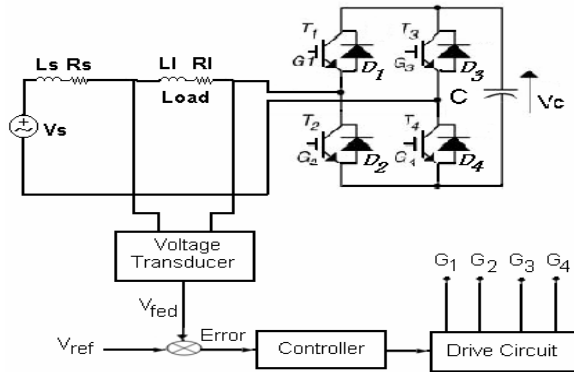 Ls Rs
Ll Rl
Load
Vs
T1
G1
D1
T3
G3
D3
C
Vc
T2
G2
D2
T4
G4
D4
Voltage
Transducer
Vfed
Vref
Error
Controller
Drive Circuit
G1 G2 G3 G4